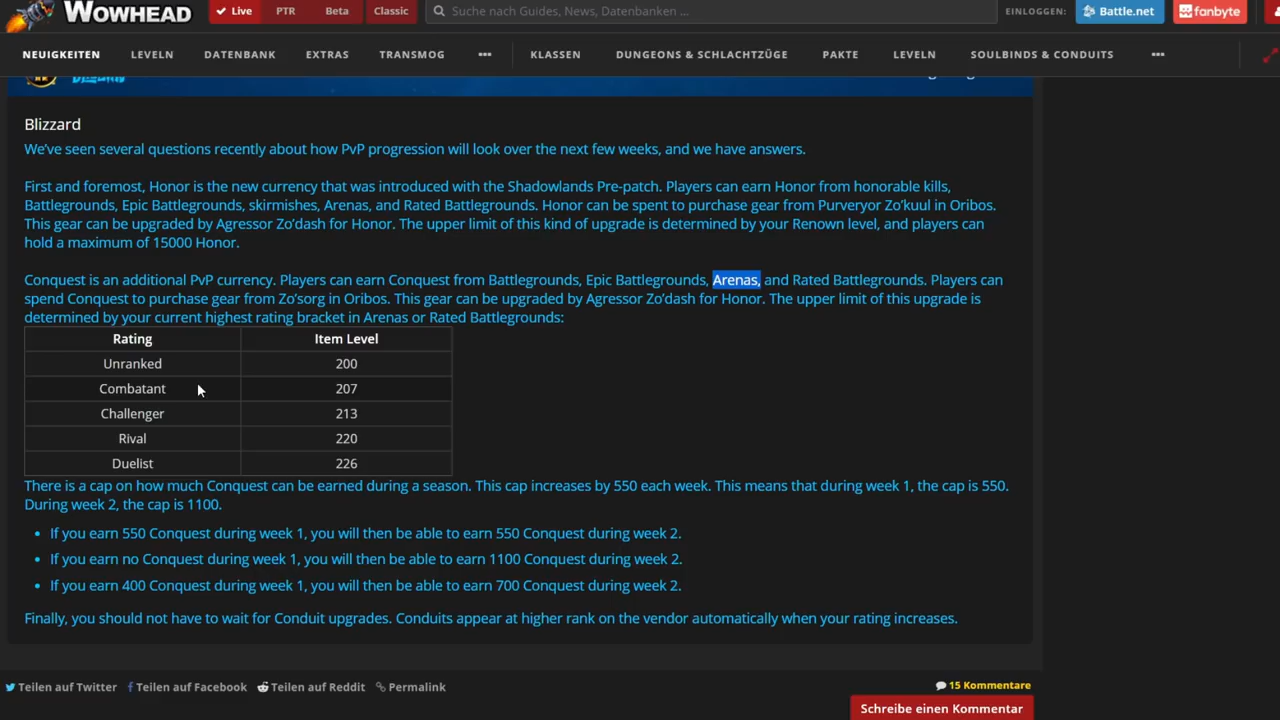 WOWHEAD
Live PTR Beta Classic
Suche nach Guides, News, Datenbanken ...
EINLOGGEN: Battle.net fanbyte
NEUIGKEITEN LEVELN DATENBANK EXTRAS TRANSMOG ••• KLASSEN DUNGEONS & SCHLACHTZÜGE PAKTE LEVELN SOULBINDS & CONDUITS •••
Blizzard
We've seen several questions recently about how PvP progression will look over the next few weeks, and we have answers.
First and foremost, Honor is the new currency that was introduced with the Shadowlands Pre-patch. Players can earn Honor from honorable kills,
Battlegrounds, Epic Battlegrounds, skirmishes, Arenas, and Rated Battlegrounds. Honor can be spent to purchase gear from Purveryor Zo'kuul in Oribos.
This gear can be upgraded by Agressor Zo'dash for Honor. The upper limit of this kind of upgrade is determined by your Renown level, and players can
hold a maximum of 15000 Honor.
Conquest is an additional PvP currency. Players can earn Conquest from Battlegrounds, Epic Battlegrounds, Arenas, and Rated Battlegrounds. Players can
spend Conquest to purchase gear from Zo'sorg in Oribos. This gear can be upgraded by Agressor Zo'dash for Honor. The upper limit of this upgrade is
determined by your current highest rating bracket in Arenas or Rated Battlegrounds:
Rating Item Level
Unranked 200
Combatant 207
Challenger 213
Rival 220
Duelist 226
There is a cap on how much Conquest can be earned during a season. This cap increases by 550 each week. This means that during week 1, the cap is 550.
During week 2, the cap is 1100.
• If you earn 550 Conquest during week 1, you will then be able to earn 550 Conquest during week 2.
• If you earn no Conquest during week 1, you will then be able to earn 1100 Conquest during week 2.
• If you earn 400 Conquest during week 1, you will then be able to earn 700 Conquest during week 2.
Finally, you should not have to wait for Conduit upgrades. Conduits appear at higher rank on the vendor automatically when your rating increases.
Teilen auf Twitter Teilen auf Facebook Teilen auf Reddit Permalink
15 Kommentare
Schreibe einen Kommentar